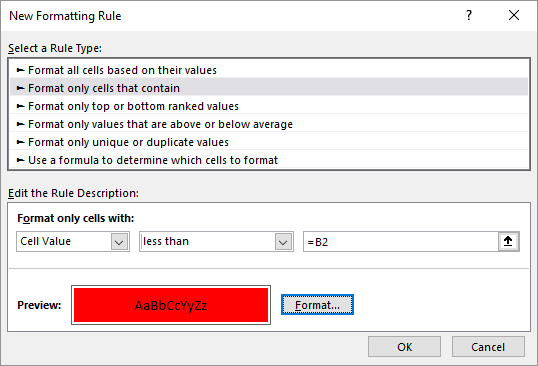 New Formatting Rule
Select a Rule Type:
► Format all cells based on their values
► Format only cells that contain
► Format only top or bottom ranked values
► Format only values that are above or below average
► Format only unique or duplicate values
► Use a formula to determine which cells to format
Edit the Rule Description:
Format only cells with:
Cell Value less than =B2
Preview: AaBbCcYyZz Format...
OK Cancel